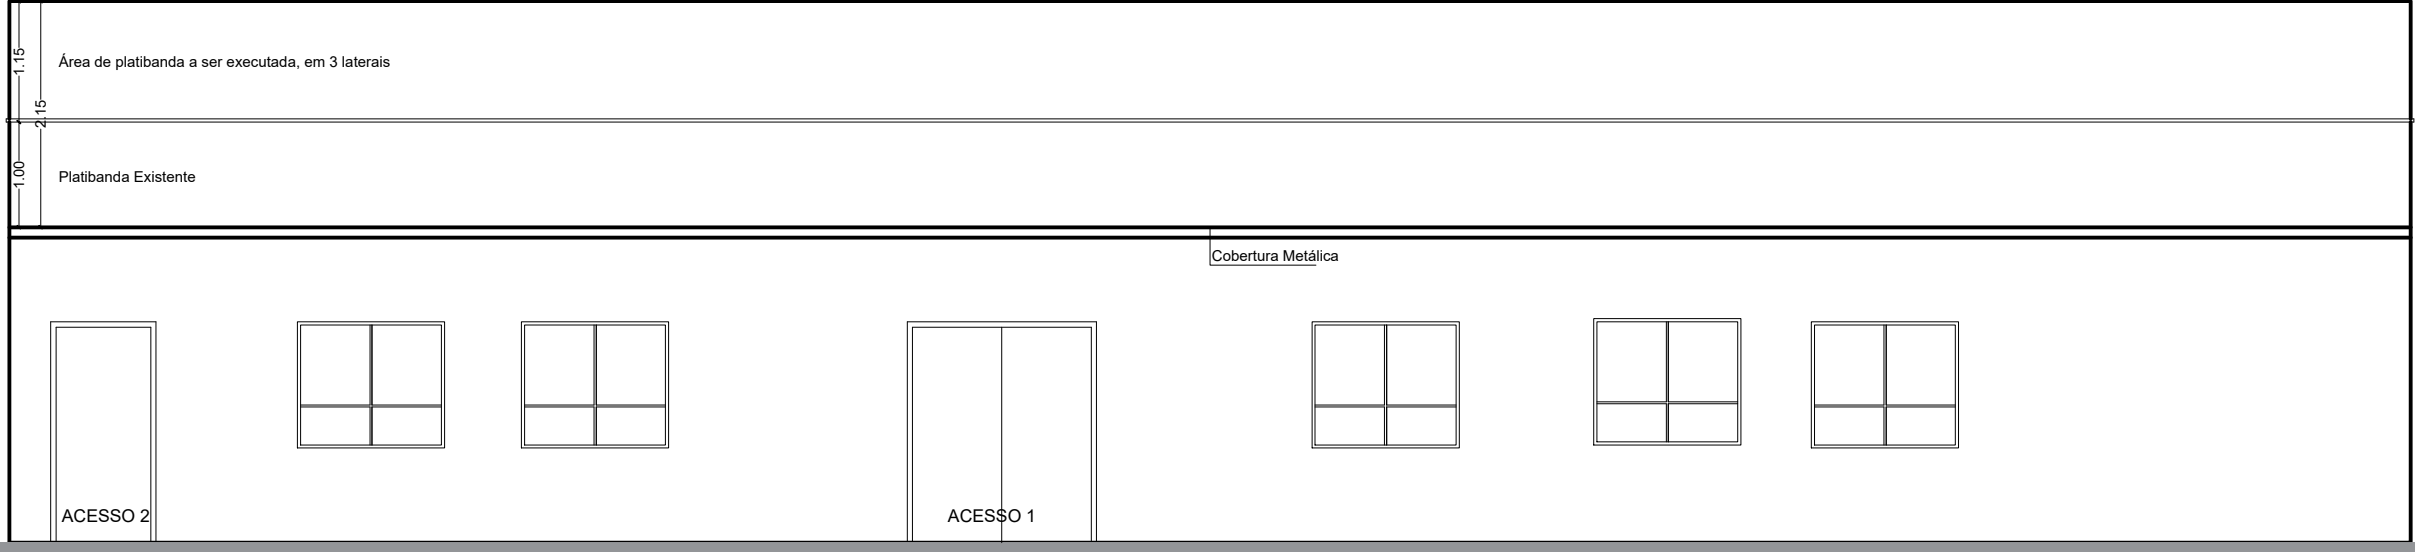 1.15
Área de platibanda a ser executada, em 3 laterais
2.15
1.00
Platibanda Existente
Cobertura Metálica
ACESSO 2
ACESSO 1